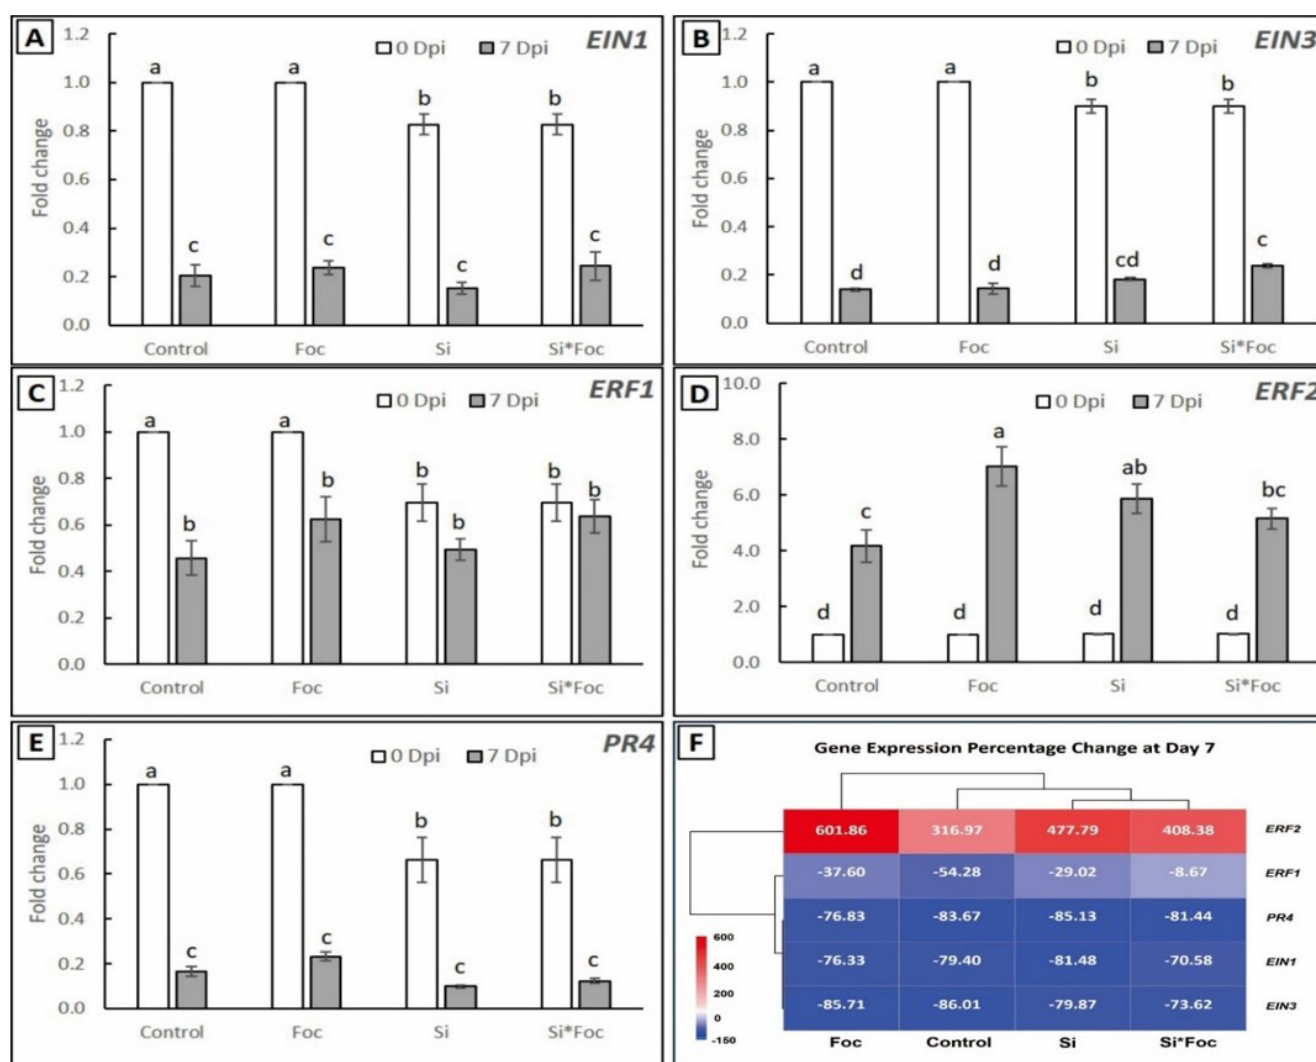 A
0 Dpi 7 Dpi
EIN1
Fold change
1.2
1.0
0.8
0.6
0.4
0.2
0.0
a a b b
c c c c
Control Foc Si Si*Foc
B
0 Dpi 7 Dpi
EIN3
Fold change
1.2
1.0
0.8
0.6
0.4
0.2
0.0
a a b b
d d cd c
Control Foc Si Si*Foc
C
0 Dpi 7 Dpi
ERF1
Fold change
1.2
1.0
0.8
0.6
0.4
0.2
0.0
a a b b
b b b b
Control Foc Si Si*Foc
D
0 Dpi 7 Dpi
ERF2
Fold change
10.0
8.0
6.0
4.0
2.0
0.0
c a ab bc
d d d d
Control Foc Si Si*Foc
E
0 Dpi 7 Dpi
PR4
Fold change
1.2
1.0
0.8
0.6
0.4
0.2
0.0
a a b b
c c c c
Control Foc Si Si*Foc
F
Gene Expression Percentage Change at Day 7
601.86 316.97 477.79 408.38 ERF2
-37.60 -54.28 -29.02 -8.67 ERF1
-76.83 -83.67 -85.13 -81.44 PR4
-76.33 -79.40 -81.48 -70.58 EIN1
-85.71 -86.01 -79.87 -73.62 EIN3
600
400
200
0
-150
Foc Control Si Si*Foc